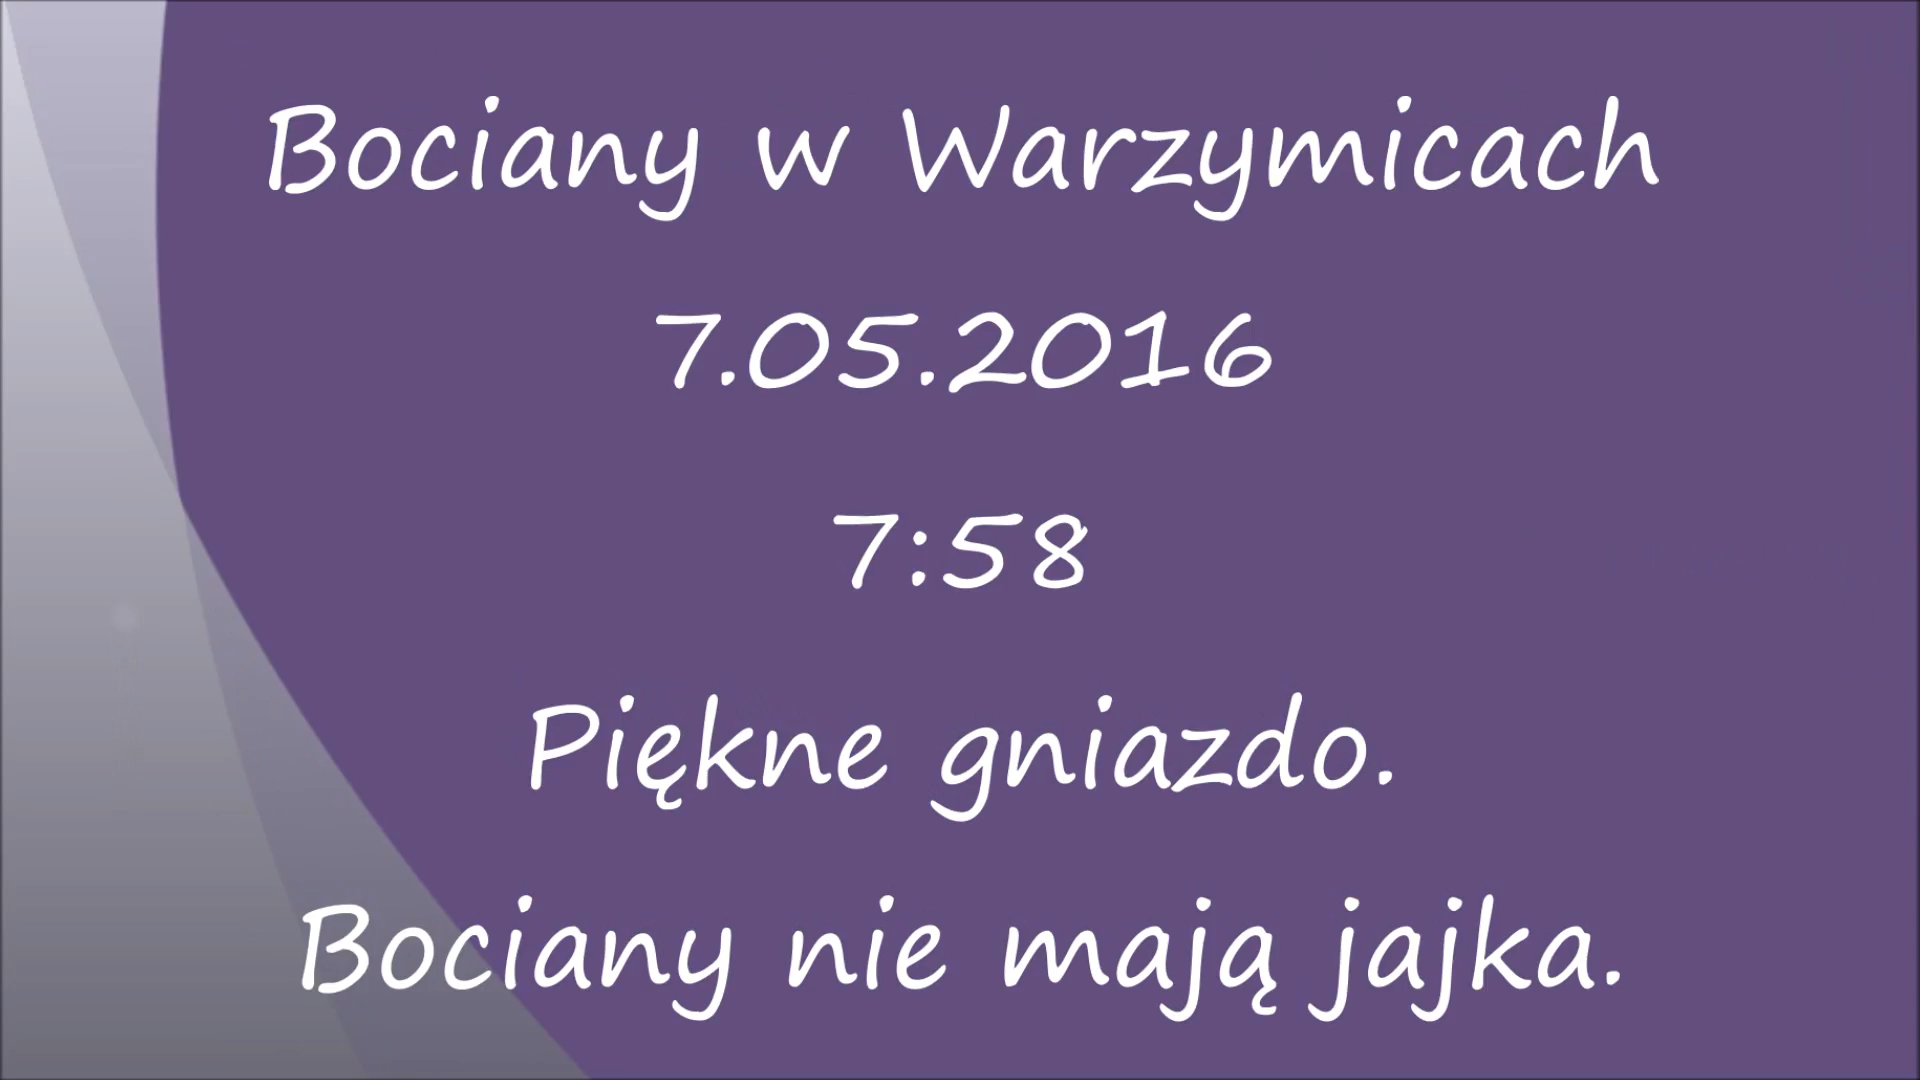 Bociany w Warzymicach
7.05.2016
7:58
Piękne gniazdo.
Bociany nie mają jajka.